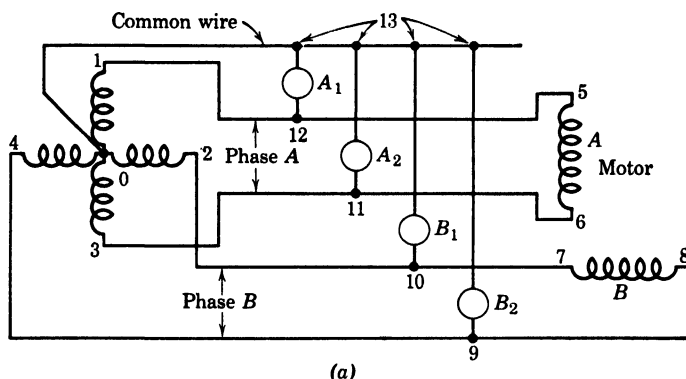 Common wire
13
1
A1
5
4
12
2
Phase A
A2
A
Motor
0
11
6
3
B1
7
8
10
B
Phase B
B2
9
(a)